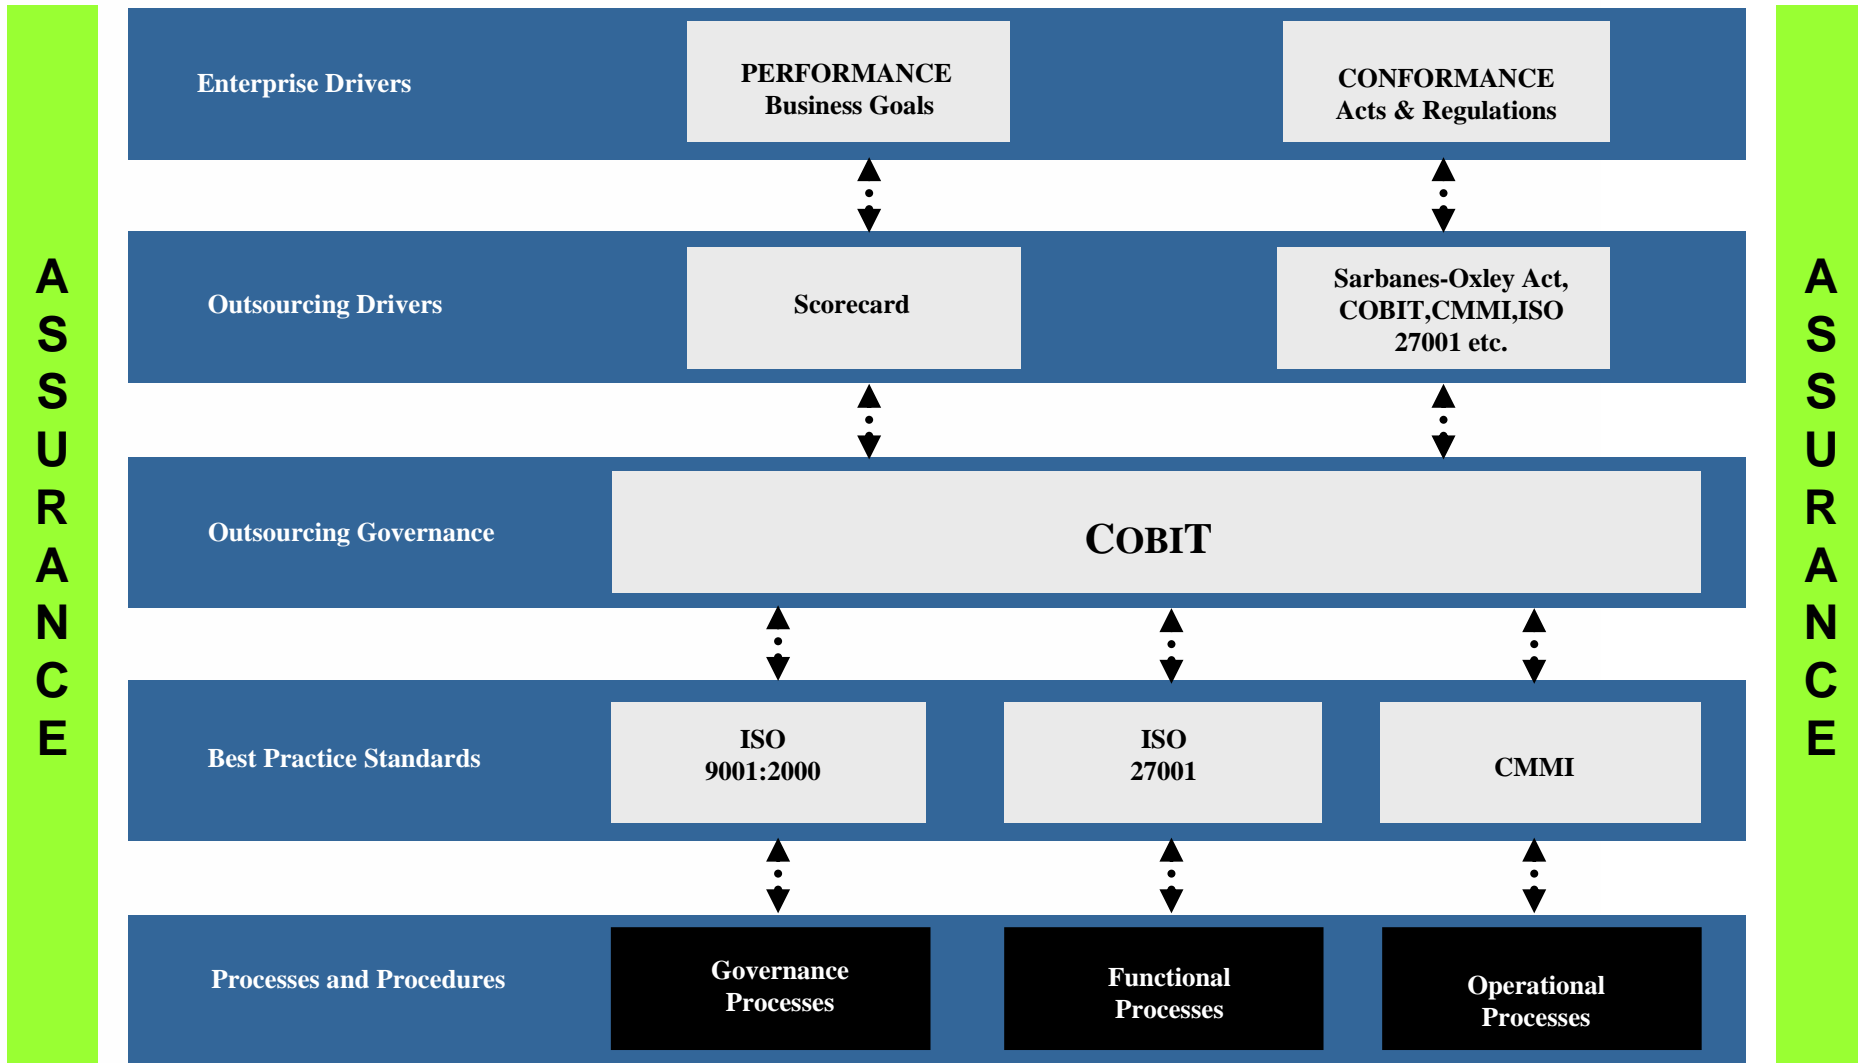 A
S
S
U
R
A
N
C
E
Enterprise Drivers
PERFORMANCE
Business Goals
CONFORMANCE
Acts & Regulations
Outsourcing Drivers
Scorecard
Sarbanes-Oxley Act,
COBIT,CMMI,ISO
27001 etc.
Outsourcing Governance
COBIT
Best Practice Standards
ISO
9001:2000
ISO
27001
CMMI
Processes and Procedures
Governance
Processes
Functional
Processes
Operational
Processes
A
S
S
U
R
A
N
C
E